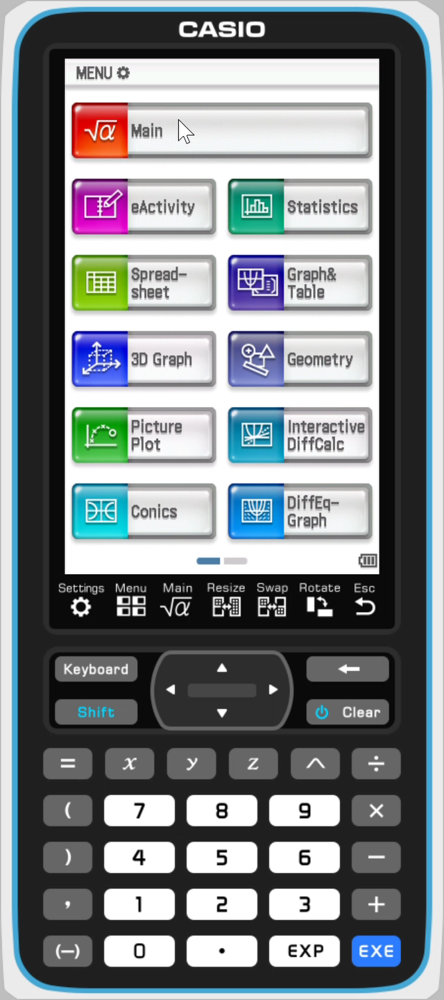 CASIO
MENU
√α Main
eActivity
Statistics
Spread-
sheet
Graph&
Table
3D Graph
Geometry
Picture
Plot
Interactive
DiffCalc
Conics
DiffEq-
Graph
Settings Menu Main Resize Swap Rotate Esc
√α
Keyboard
Shift
Clear
= x y z ^ ÷
( 7 8 9 ×
) 4 5 6 −
, 1 2 3 +
(−) 0 • EXP EXE